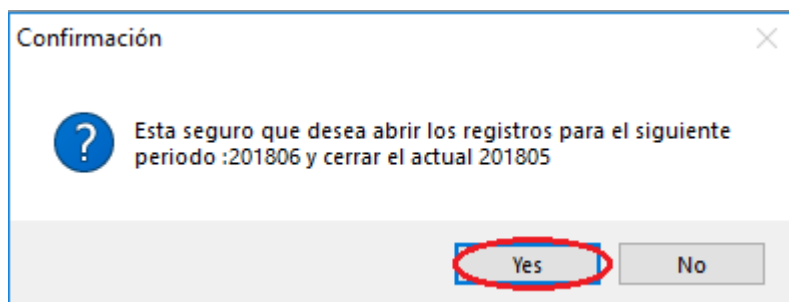 Confirmación
Esta seguro que desea abrir los registros para el siguiente
periodo :201806 y cerrar el actual 201805
Yes
No